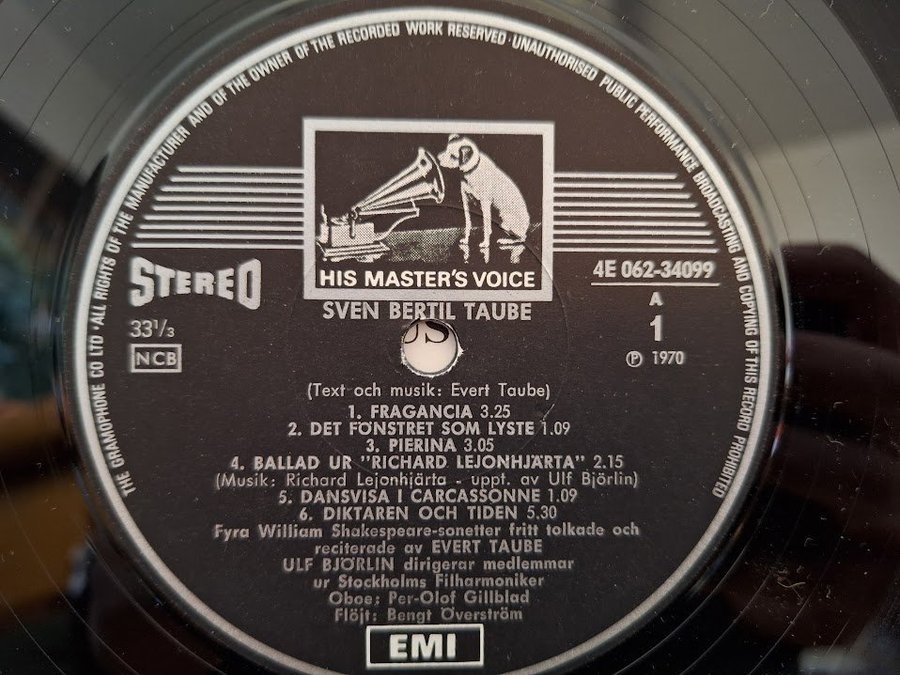 THE GRAMOPHONE CO LTD · ALL RIGHTS OF THE MANUFACTURER AND OF THE OWNER OF THE RECORDED WORK RESERVED · UNAUTHORISED PUBLIC PERFORMANCE BROADCASTING AND COPYING OF THIS RECORD PROHIBITED
HIS MASTER'S VOICE
STEREO
33 1/3
NCB
4E 062-34099
A
1
Ⓟ 1970
SVEN BERTIL TAUBE
(Text och musik: Evert Taube)
1. FRAGANCIA 3.25
2. DET FÖNSTRET SOM LYSTE 1.09
3. PIERINA 3.05
4. BALLAD UR "RICHARD LEJONHJÄRTA" 2.15
(Musik: Richard Lejonhjärta - uppt. av Ulf Björlin)
5. DANSVISA I CARCASSONNE 1.09
6. DIKTAREN OCH TIDEN 5.30
Fyra William Shakespeare-sonetter fritt tolkade och
reciterade av EVERT TAUBE
ULF BJÖRLIN dirigerar medlemmar
ur Stockholms Filharmoniker
Oboe: Per-Olof Gillblad
Flöjt: Bengt Överström
EMI